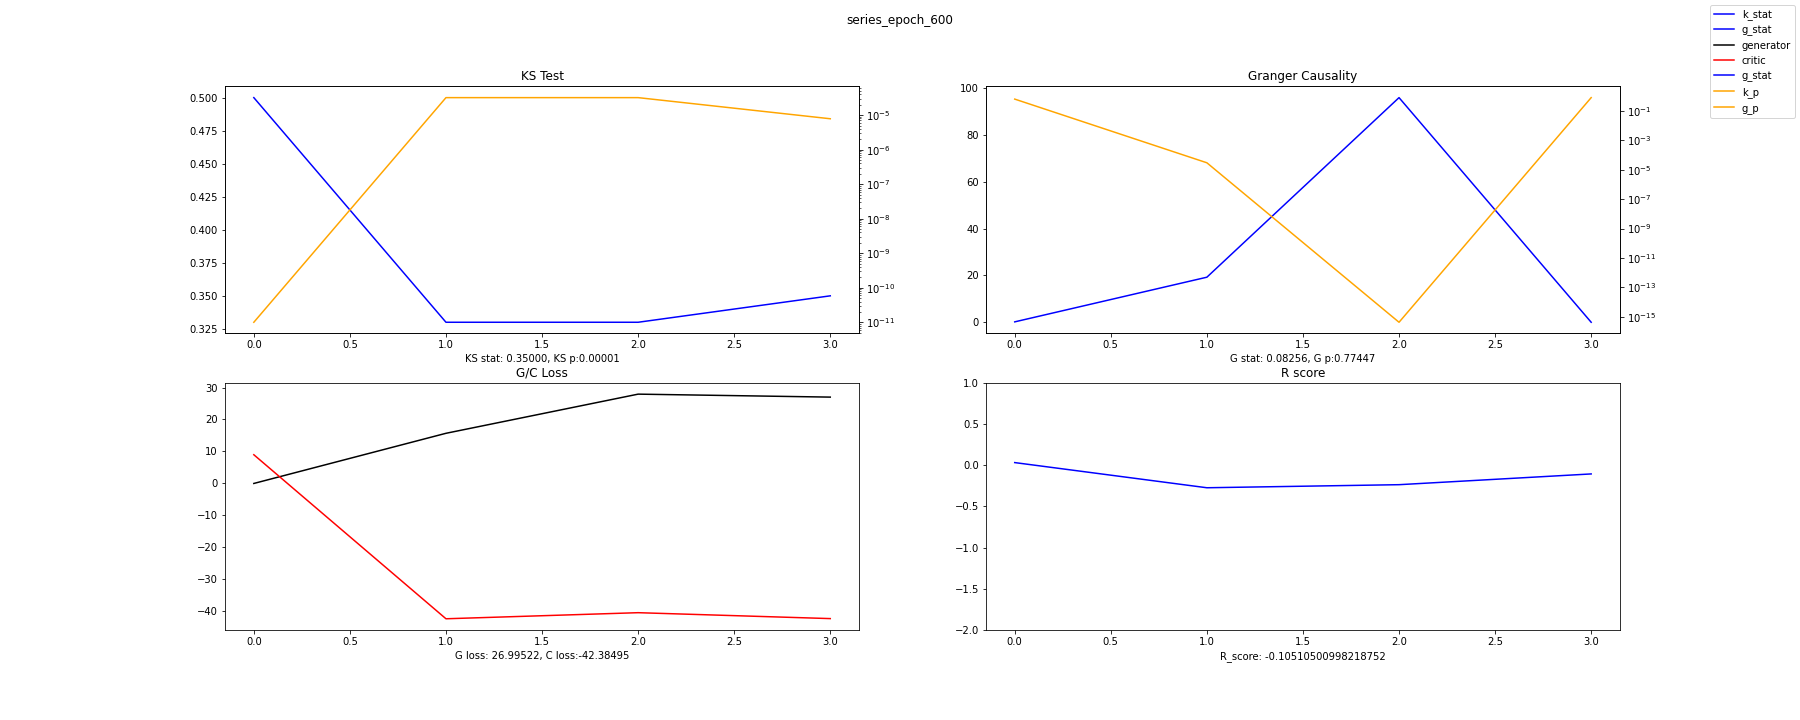 series_epoch_600
k_stat
g_stat
generator
critic
g_stat
k_p
g_p
KS Test
0.500
0.475
0.450
0.425
0.400
0.375
0.350
0.325
10^-5
10^-6
10^-7
10^-8
10^-9
10^-10
10^-11
0.0 0.5 1.0 1.5 2.0 2.5 3.0
KS stat: 0.35000, KS p:0.00001
Granger Causality
100
80
60
40
20
0
10^-1
10^-3
10^-5
10^-7
10^-9
10^-11
10^-13
10^-15
0.0 0.5 1.0 1.5 2.0 2.5 3.0
G stat: 0.08256, G p:0.77447
G/C Loss
30
20
10
0
−10
−20
−30
−40
0.0 0.5 1.0 1.5 2.0 2.5 3.0
G loss: 26.99522, C loss:-42.38495
R score
1.0
0.5
0.0
−0.5
−1.0
−1.5
−2.0
0.0 0.5 1.0 1.5 2.0 2.5 3.0
R_score: -0.10510500998218752